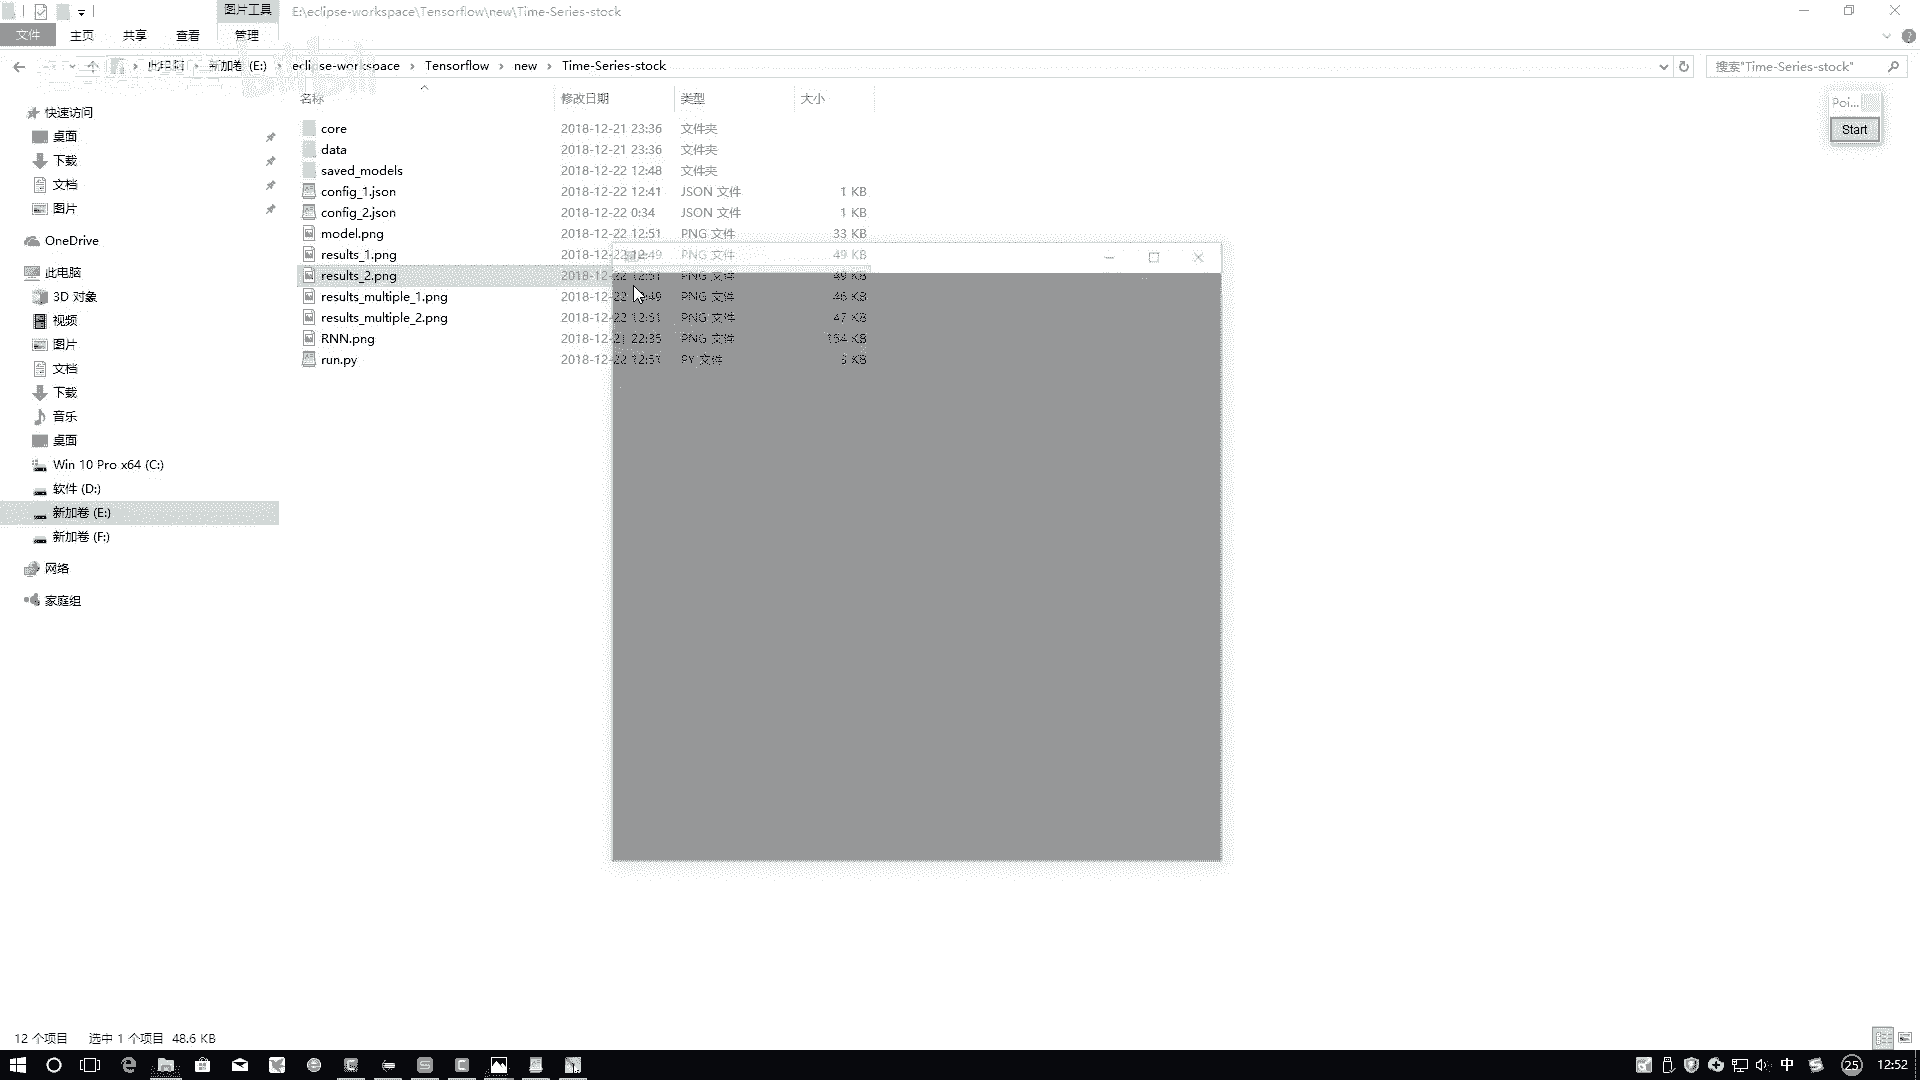 图片工具 E:\eclipse-workspace\Tensorflow\new\Time-Series-stock
文件 主页 共享 查看 管理
此电脑 新加卷 (E:) eclipse-workspace Tensorflow new Time-Series-stock 搜索"Time-Series-stock"
名称 修改日期 类型 大小
Poi...
Start
快速访问
桌面
下载
文档
图片
OneDrive
此电脑
3D 对象
视频
图片
文档
下载
音乐
桌面
Win 10 Pro x64 (C:)
软件 (D:)
新加卷 (E:)
新加卷 (F:)
网络
家庭组
core 2018-12-21 23:36 文件夹
data 2018-12-21 23:36 文件夹
saved_models 2018-12-22 12:48 文件夹
config_1.json 2018-12-22 12:41 JSON 文件 1 KB
config_2.json 2018-12-22 0:34 JSON 文件 1 KB
model.png 2018-12-22 12:51 PNG 文件 33 KB
results_1.png 2018-12-22 12:49 PNG 文件 49 KB
results_2.png 2018-12-22 12:51 PNG 文件 49 KB
results_multiple_1.png 2018-12-22 12:49 PNG 文件 46 KB
results_multiple_2.png 2018-12-22 12:51 PNG 文件 47 KB
RNN.png 2018-12-21 22:35 PNG 文件 154 KB
run.py 2018-12-22 12:51 PY 文件 KB
12 个项目 选中 1 个项目 48.6 KB
中 25 12:52